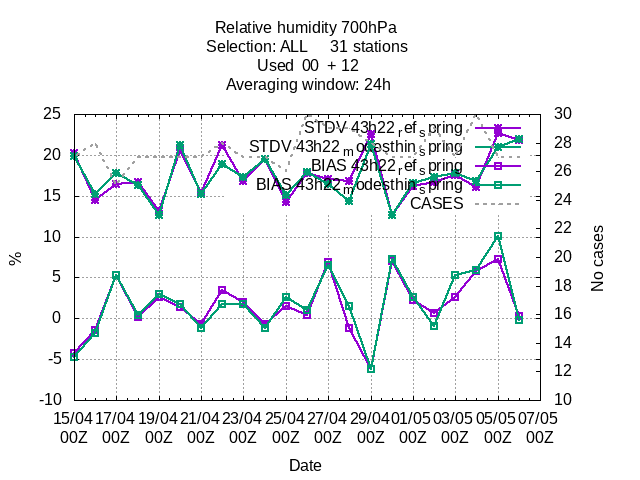 Relative humidity 700hPa
Selection: ALL 31 stations
Used 00 + 12
Averaging window: 24h
STDV 43h22_ref_spring
STDV 43h22_modesthin_spring
BIAS 43h22_ref_spring
BIAS 43h22_modesthin_spring
CASES
25
20
15
10
5
0
-5
-10
%
30
28
26
24
22
20
18
16
14
12
10
No cases
15/04 17/04 19/04 21/04 23/04 25/04 27/04 29/04 01/05 03/05 05/05 07/05
00Z 00Z 00Z 00Z 00Z 00Z 00Z 00Z 00Z 00Z 00Z 00Z
Date